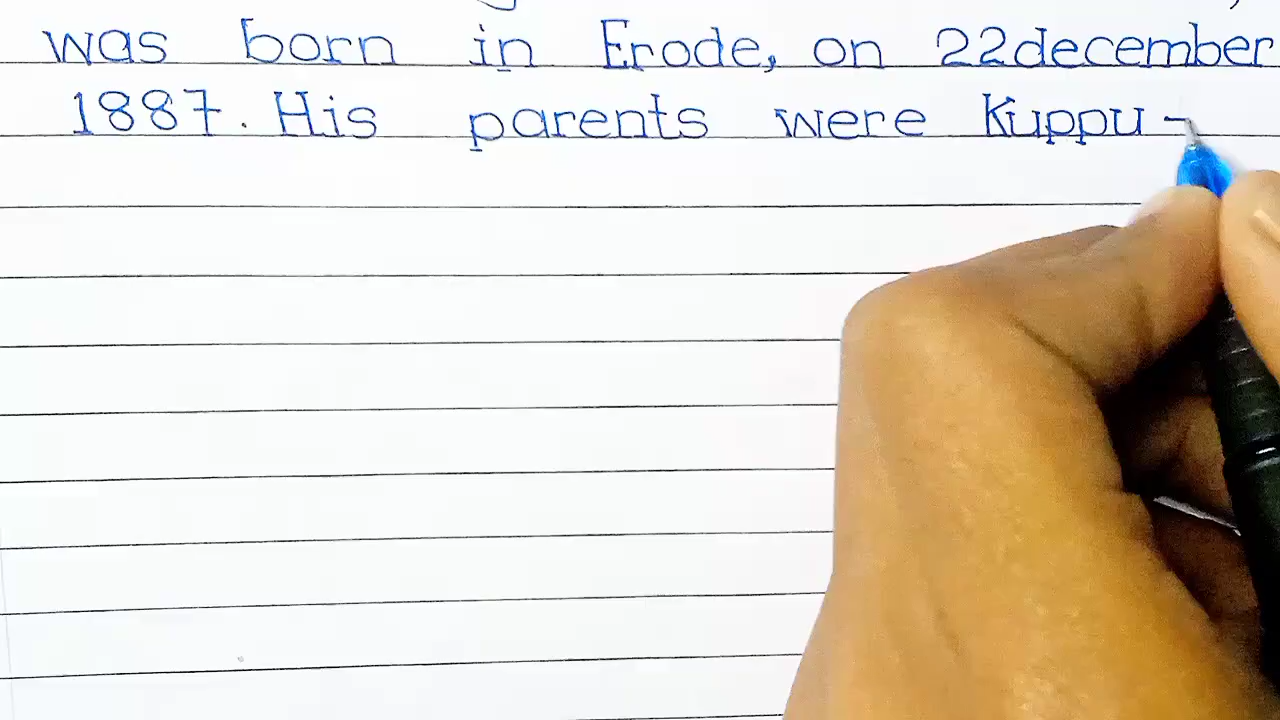 was born in Erode, on 22december
1887. His parents were Kuppu-